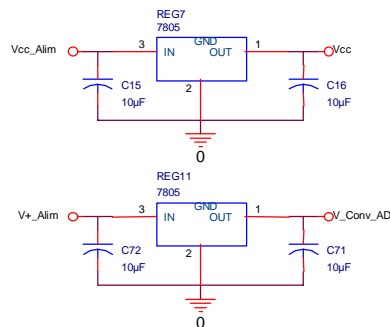 REG7
7805
Vcc_Alim
3
IN
GND
OUT
1
Vcc
2
C15
10µF
C16
10µF
0
REG11
7805
V+_Alim
3
IN
GND
OUT
1
V_Conv_AD
2
C72
10µF
C71
10µF
0